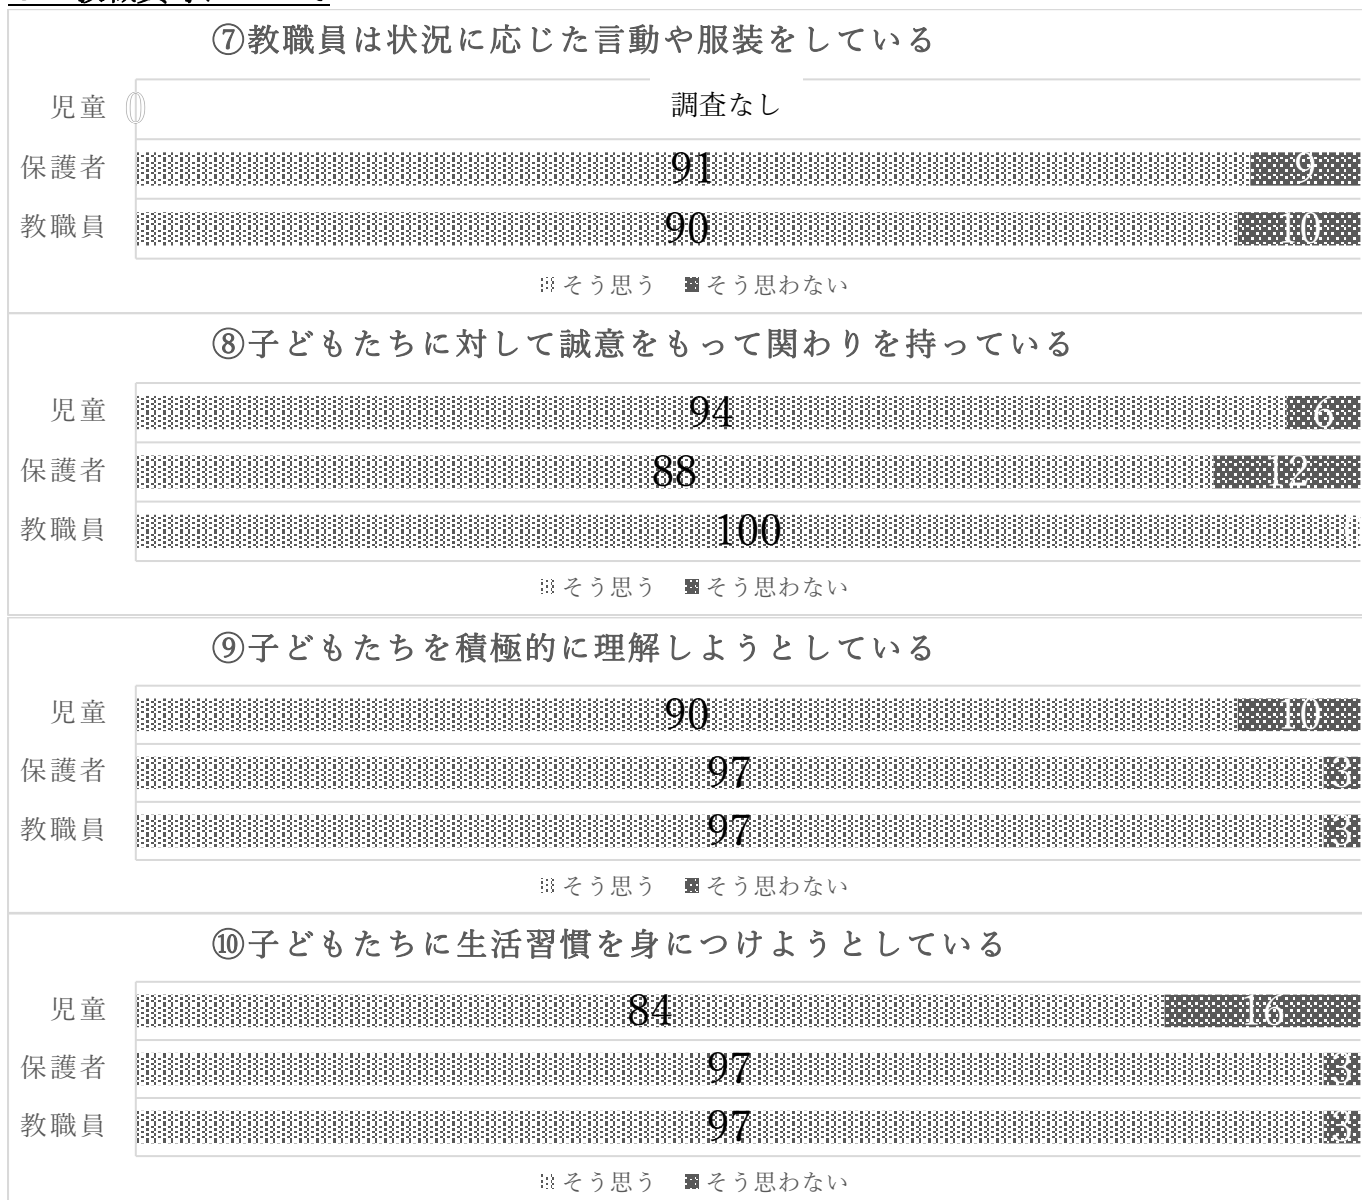 ⑦教職員は状況に応じた言動や服装をしている
児童 0 調査なし
保護者 91 9
教職員 90 10
そう思う そう思わない
⑧子どもたちに対して誠意をもって関わりを持っている
児童 94 6
保護者 88 12
教職員 100
そう思う そう思わない
⑨子どもたちを積極的に理解しようとしている
児童 90 10
保護者 97 3
教職員 97 3
そう思う そう思わない
⑩子どもたちに生活習慣を身につけようとしている
児童 84 16
保護者 97 3
教職員 97 3
そう思う そう思わない